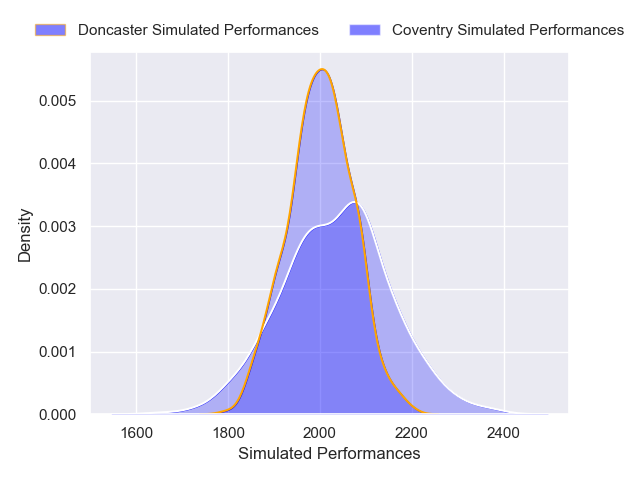 Doncaster Simulated Performances
Coventry Simulated Performances
0.005
0.004
0.003
0.002
0.001
0.000
Density
1600 1800 2000 2200 2400
Simulated Performances